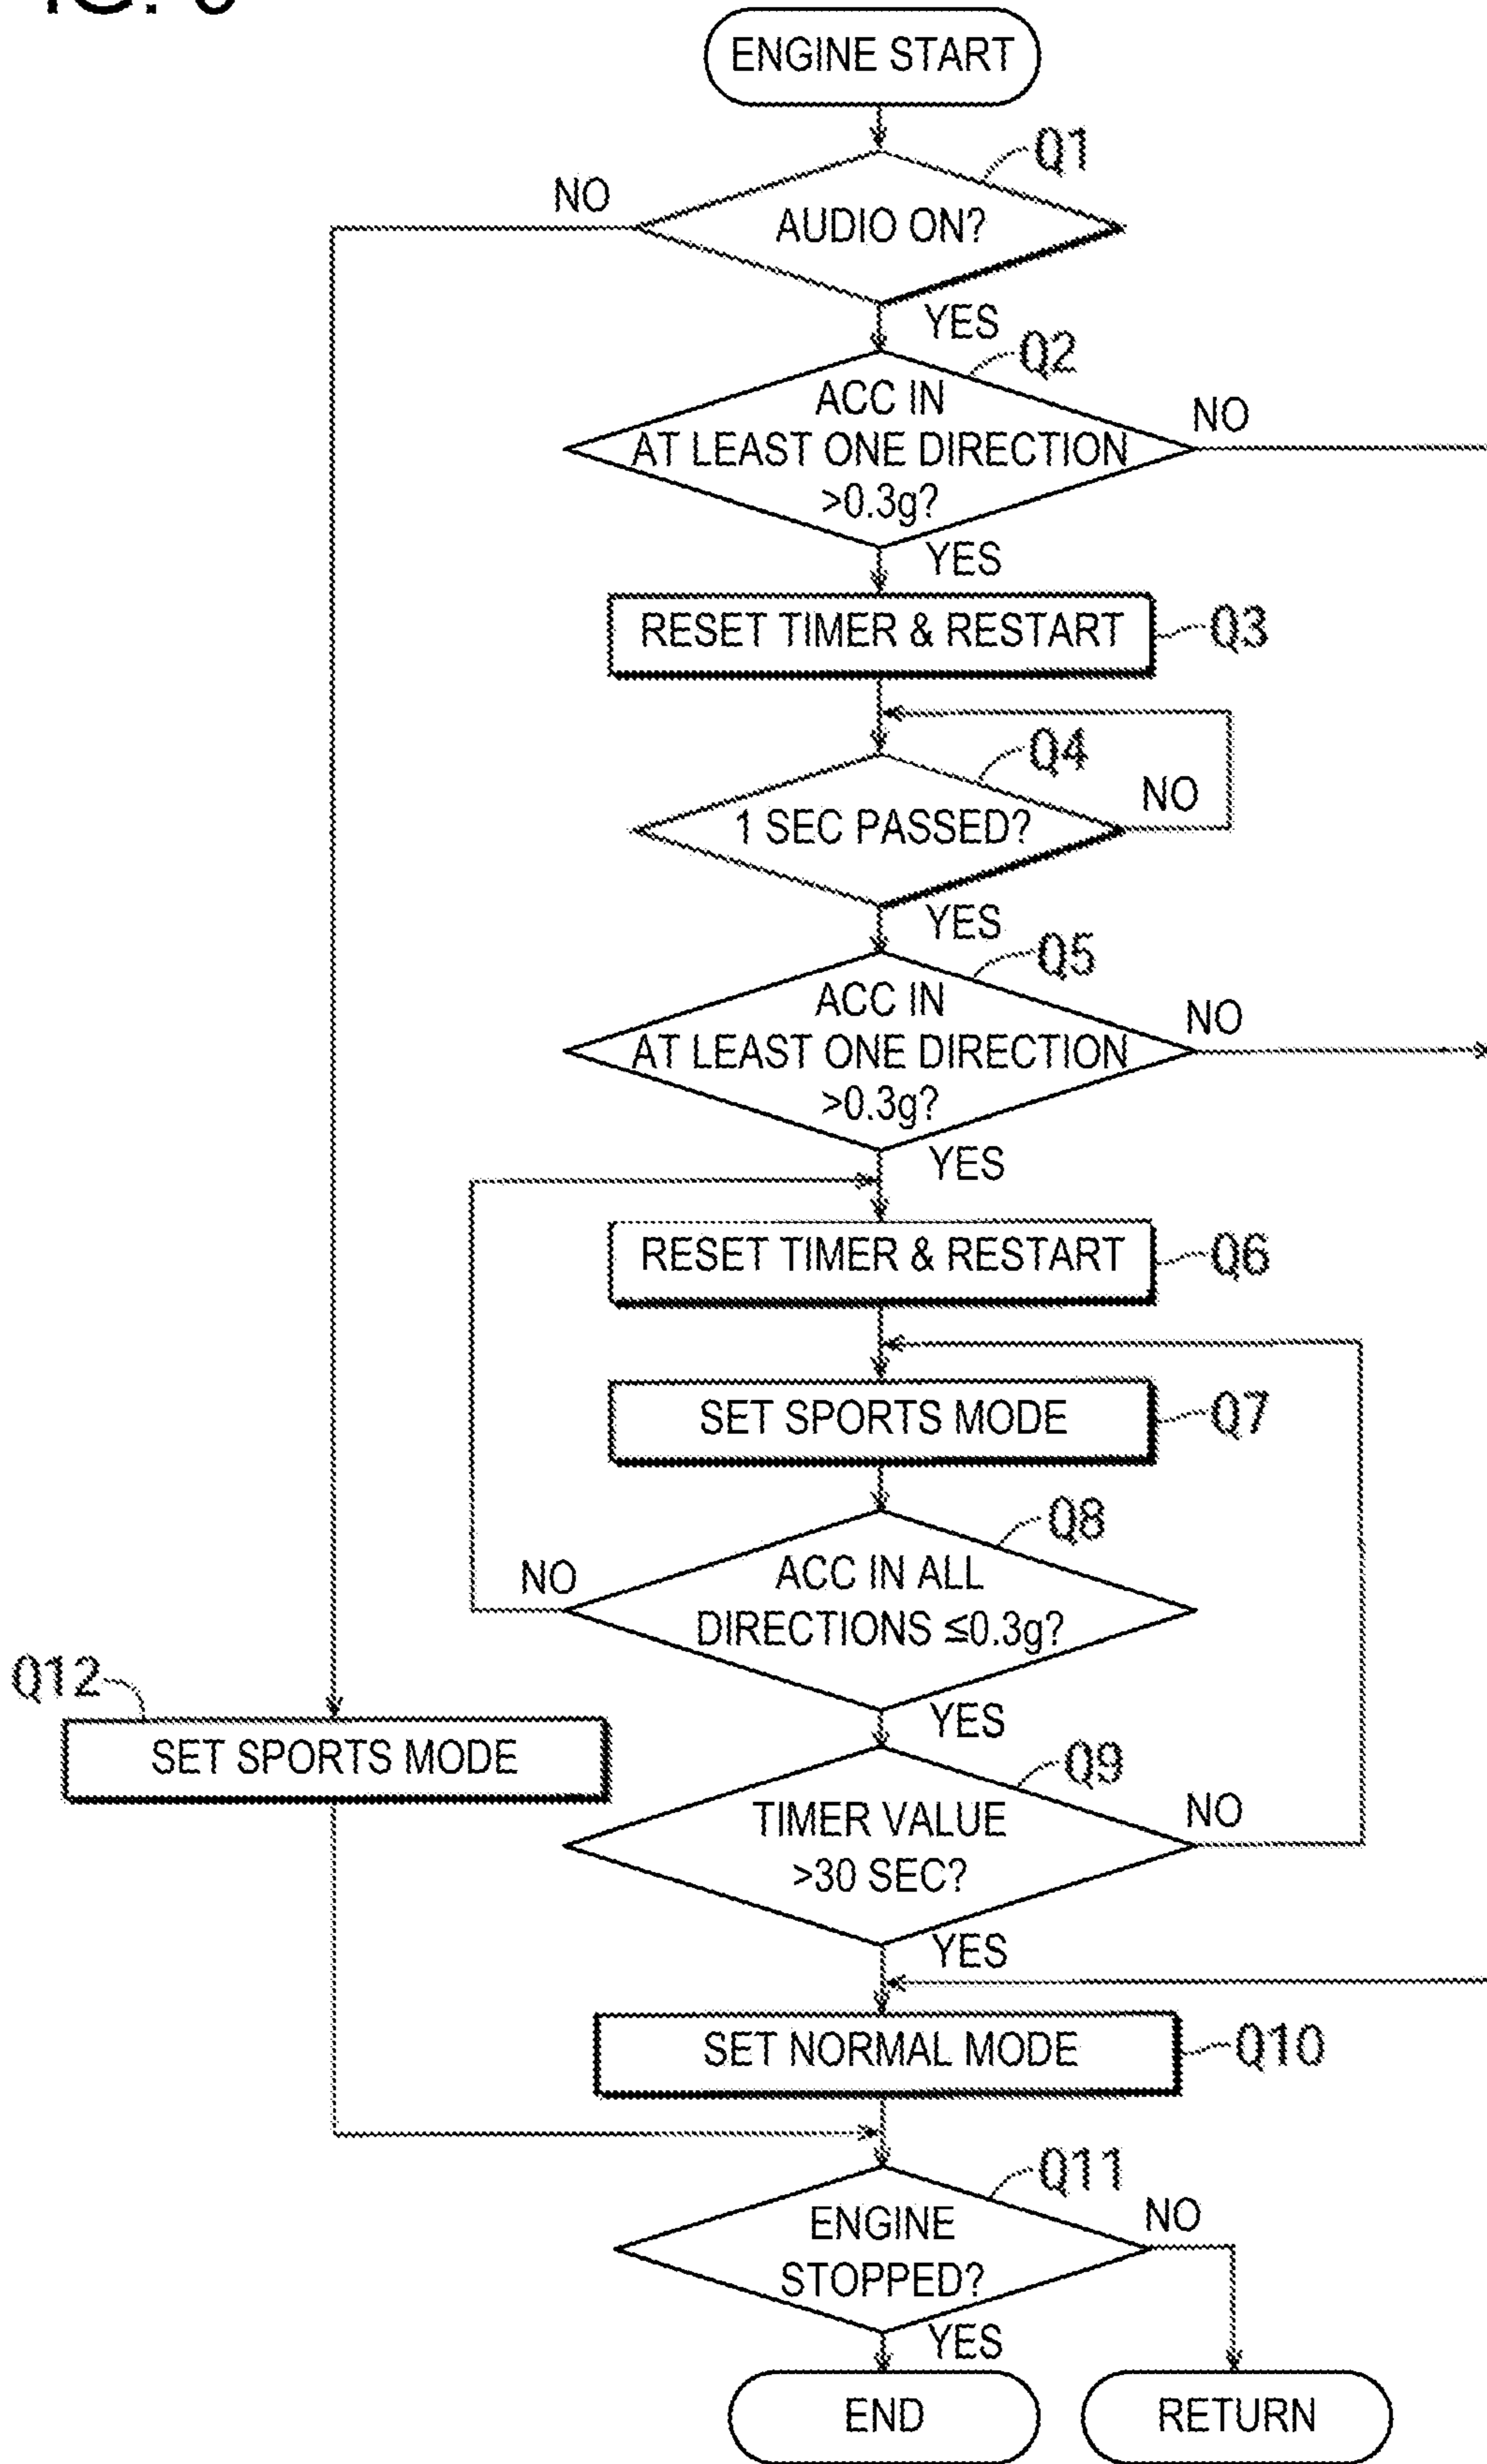 ENGINE START
Q1
NO
AUDIO ON?
YES
Q2
ACC IN
NO
AT LEAST ONE DIRECTION
>0.3g?
YES
RESET TIMER & RESTART
Q3
Q4
NO
1 SEC PASSED?
YES
Q5
ACC IN
NO
AT LEAST ONE DIRECTION
>0.3g?
YES
RESET TIMER & RESTART
Q6
SET SPORTS MODE
Q7
Q8
NO
ACC IN ALL
DIRECTIONS ≤0.3g?
Q12
YES
SET SPORTS MODE
Q9
TIMER VALUE
NO
>30 SEC?
YES
SET NORMAL MODE
Q10
Q11
NO
ENGINE
STOPPED?
YES
END
RETURN